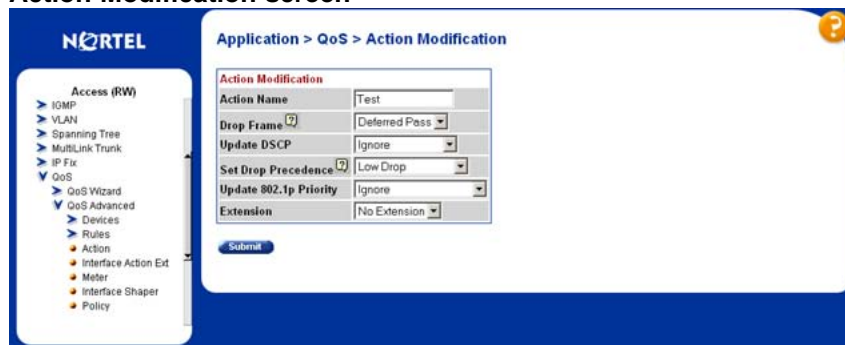 Action Modification screen
NORTEL
Application > QoS > Action Modification
?
Access (RW)
IGMP
VLAN
Spanning Tree
MultiLink Trunk
IP Fix
QoS
QoS Wizard
QoS Advanced
Devices
Rules
Action
Interface Action Ext
Meter
Interface Shaper
Policy
Action Modification
Action Name Test
Drop Frame ? Deferred Pass
Update DSCP Ignore
Set Drop Precedence ? Low Drop
Update 802.1p Priority Ignore
Extension No Extension
Submit